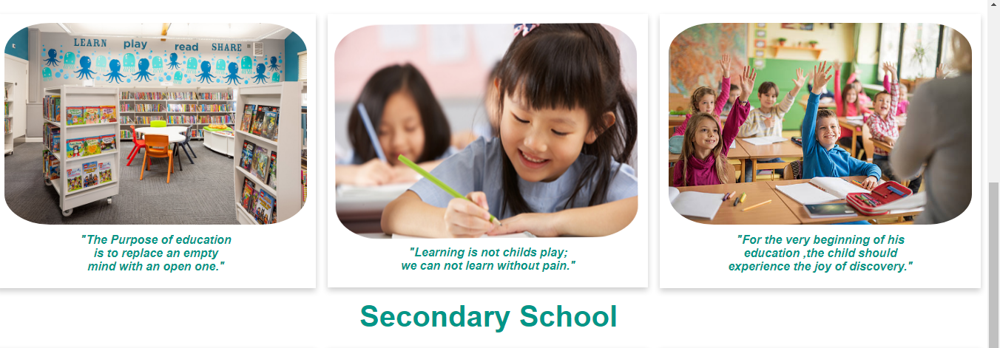 LEARN play read SHARE
"The Purpose of education
is to replace an empty
mind with an open one."
"Learning is not childs play;
we can not learn without pain."
"For the very beginning of his
education ,the child should
experience the joy of discovery."
Secondary School